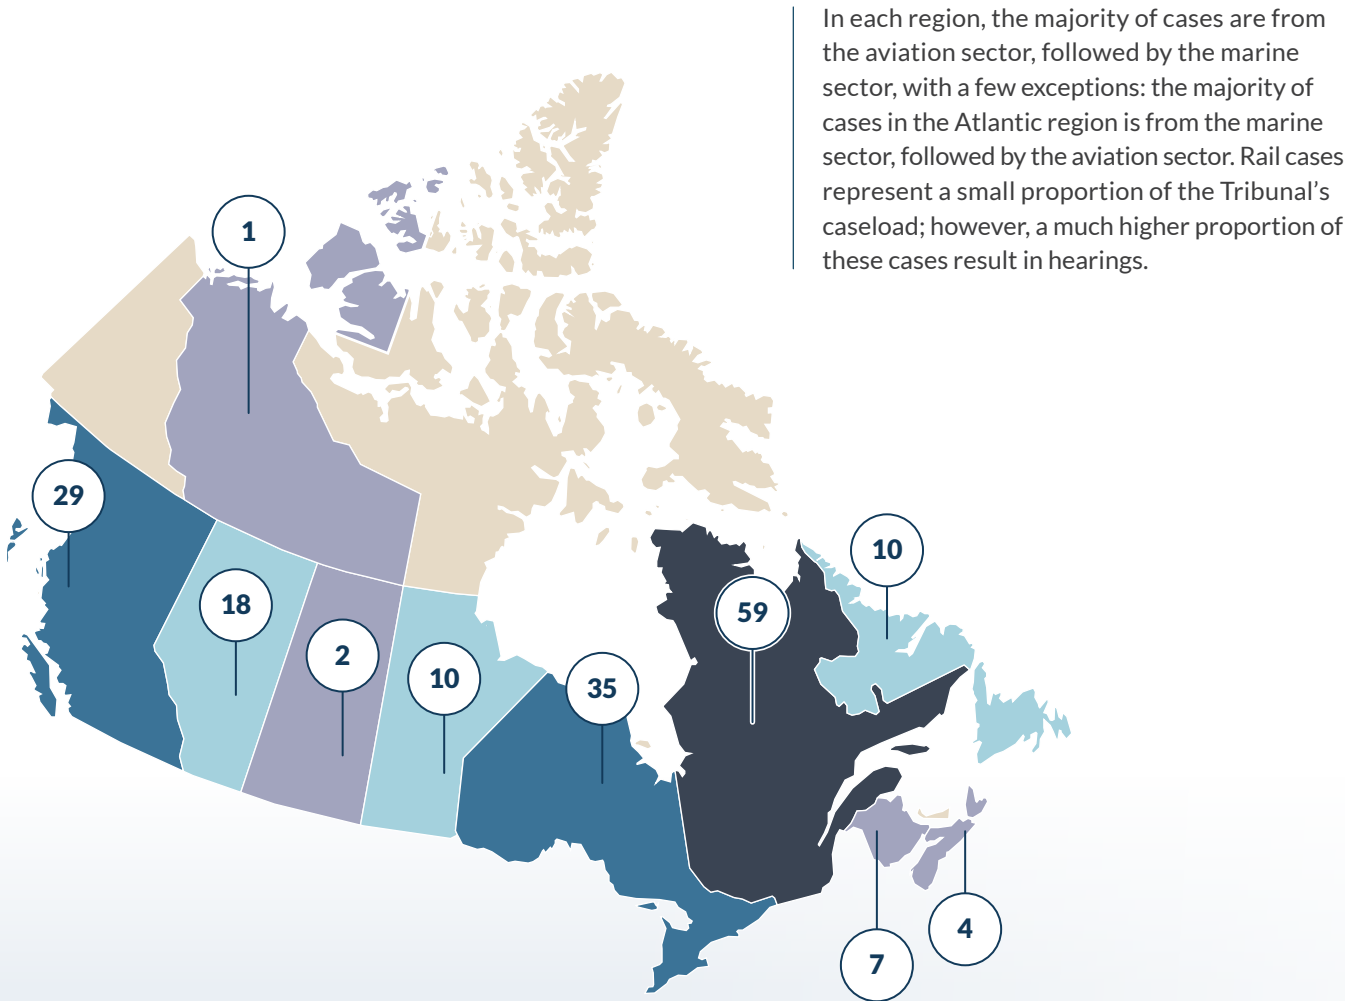 In each region, the majority of cases are from
the aviation sector, followed by the marine
sector, with a few exceptions: the majority of
cases in the Atlantic region is from the marine
sector, followed by the aviation sector. Rail cases
represent a small proportion of the Tribunal’s
caseload; however, a much higher proportion of
these cases result in hearings.
1
29
10
18
59
2
10
35
4
7